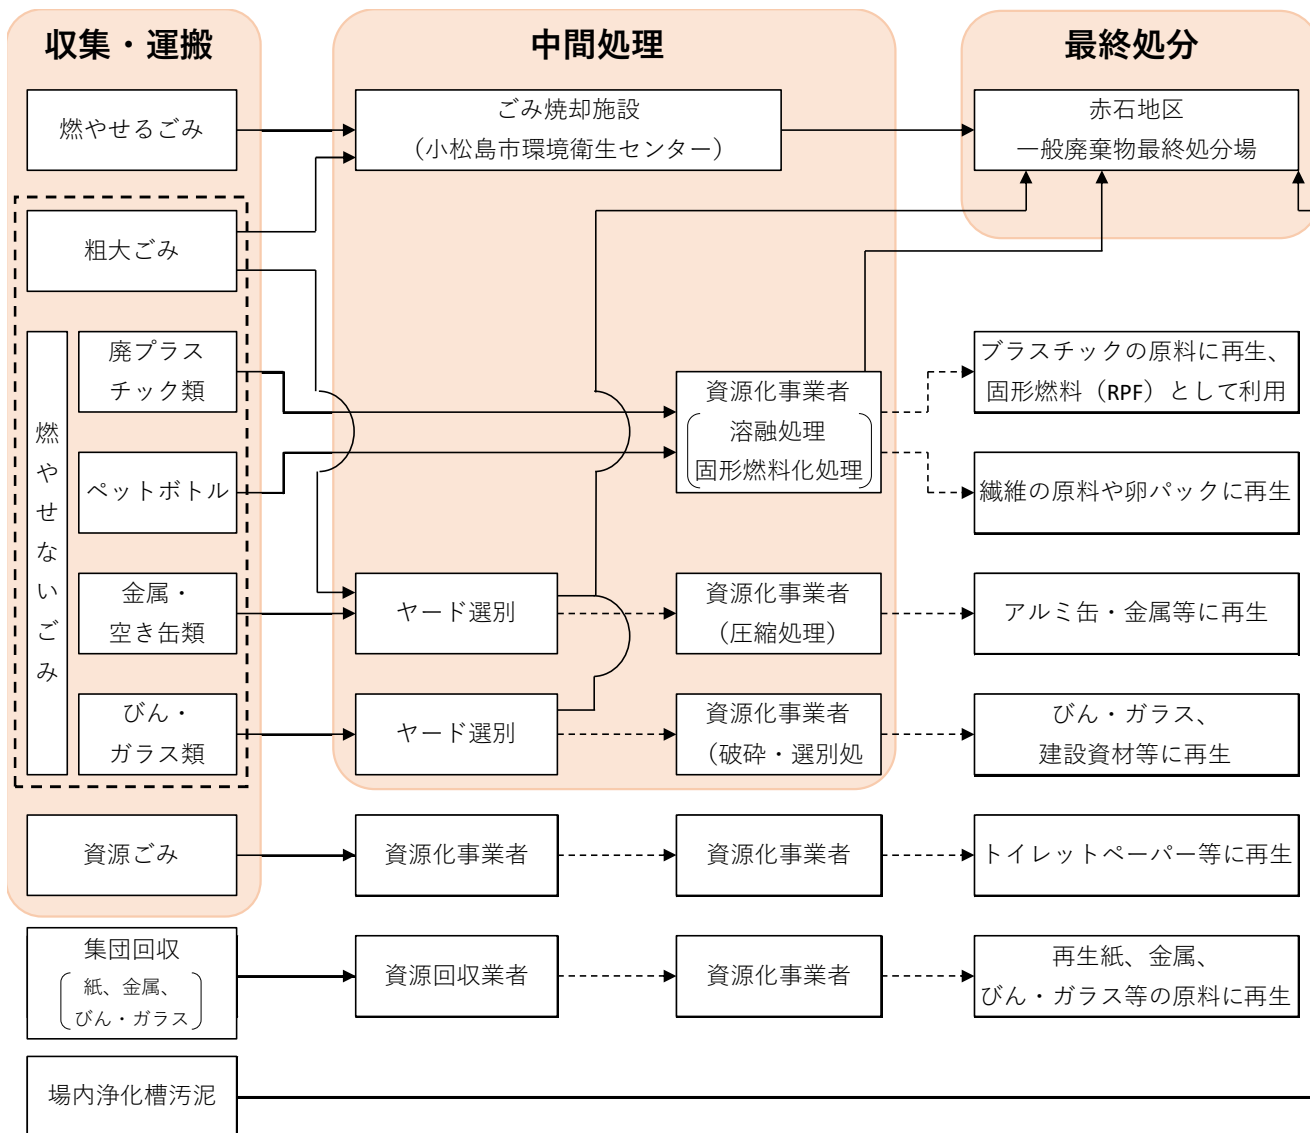 収集・運搬
中間処理
最終処分
燃やせるごみ
ごみ焼却施設
（小松島市環境衛生センター）
赤石地区
一般廃棄物最終処分場
粗大ごみ
燃やせないごみ
廃プラス
チック類
資源化事業者
溶融処理
固形燃料化処理
プラスチックの原料に再生、
固形燃料（RPF）として利用
ペットボトル
繊維の原料や卵パックに再生
金属・
空き缶類
ヤード選別
資源化事業者
（圧縮処理）
アルミ缶・金属等に再生
びん・
ガラス類
ヤード選別
資源化事業者
（破砕・選別処
びん・ガラス、
建設資材等に再生
資源ごみ
資源化事業者
資源化事業者
トイレットペーパー等に再生
集団回収
紙、金属、
びん・ガラス
資源回収業者
資源化事業者
再生紙、金属、
びん・ガラス等の原料に再生
場内浄化槽汚泥